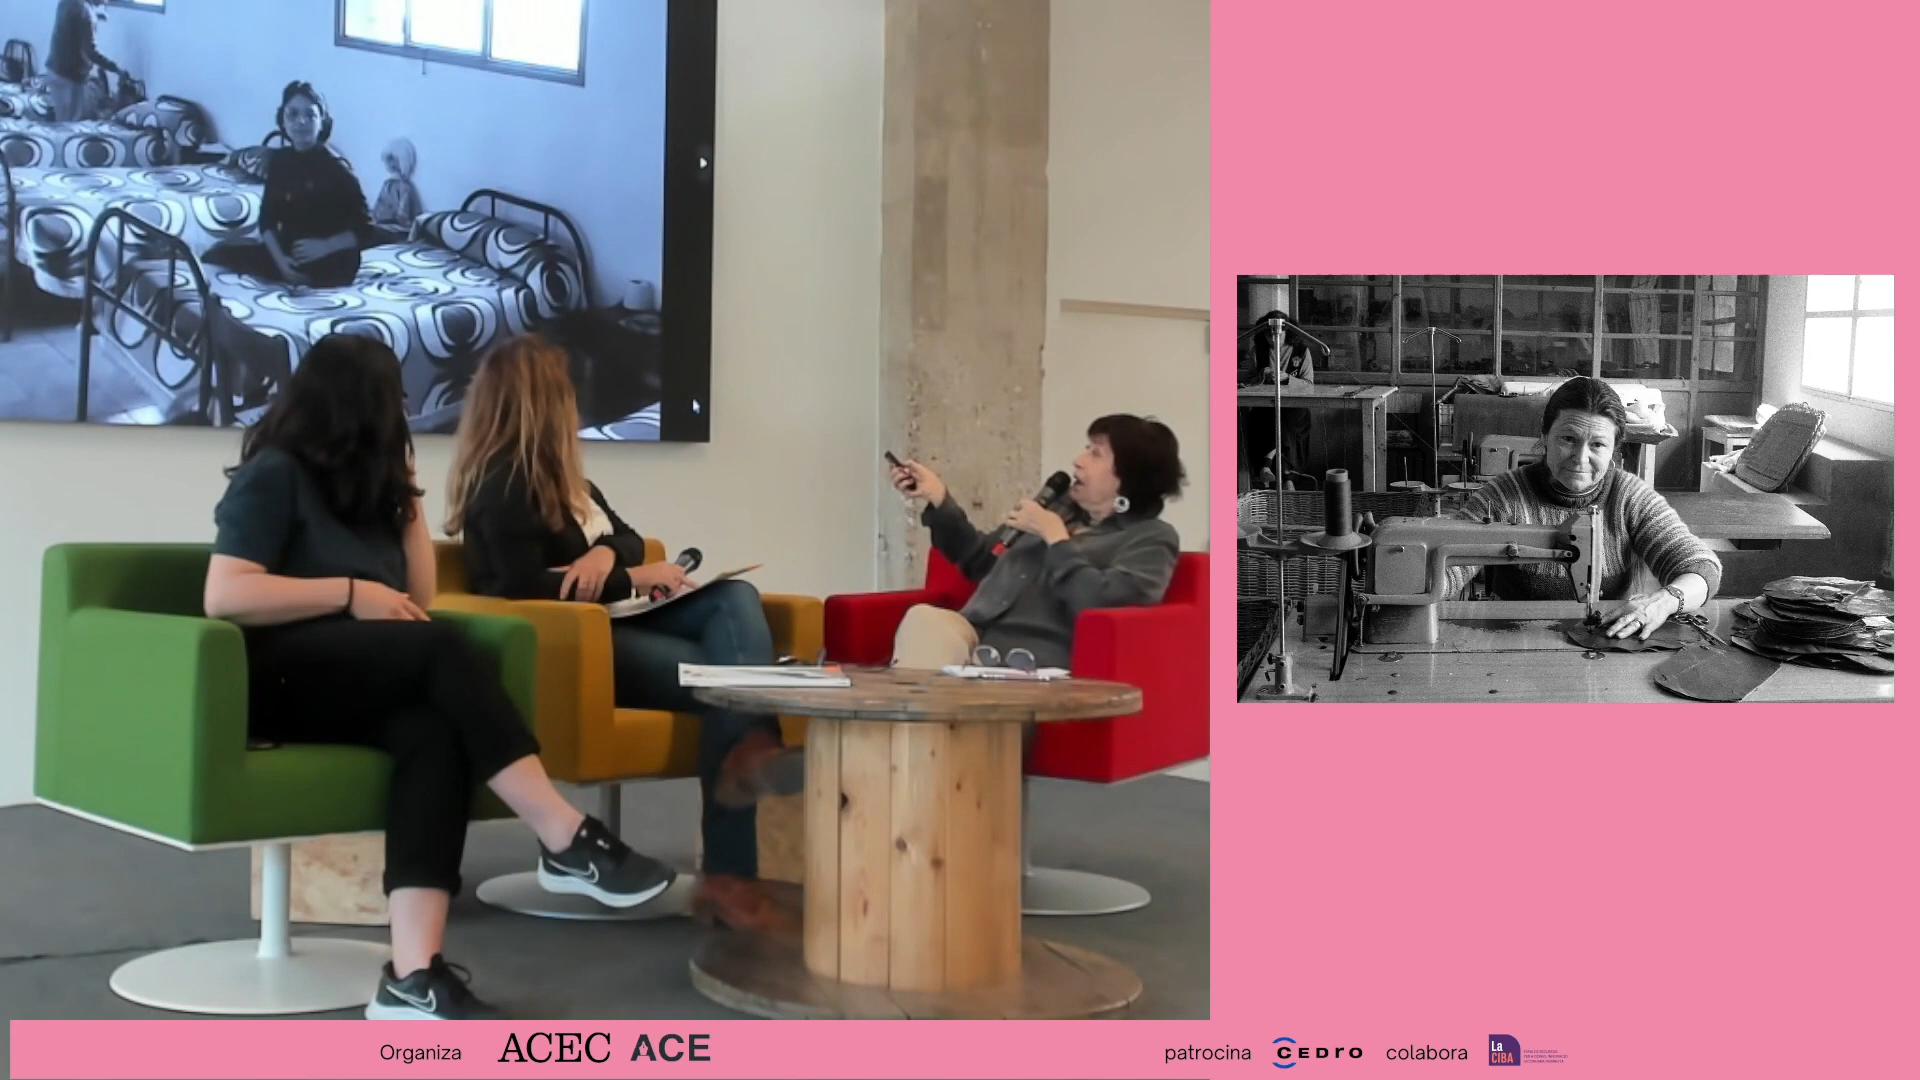 Organiza
ACEC
ACE
patrocina
CEDrO
colabora
La
CIBA